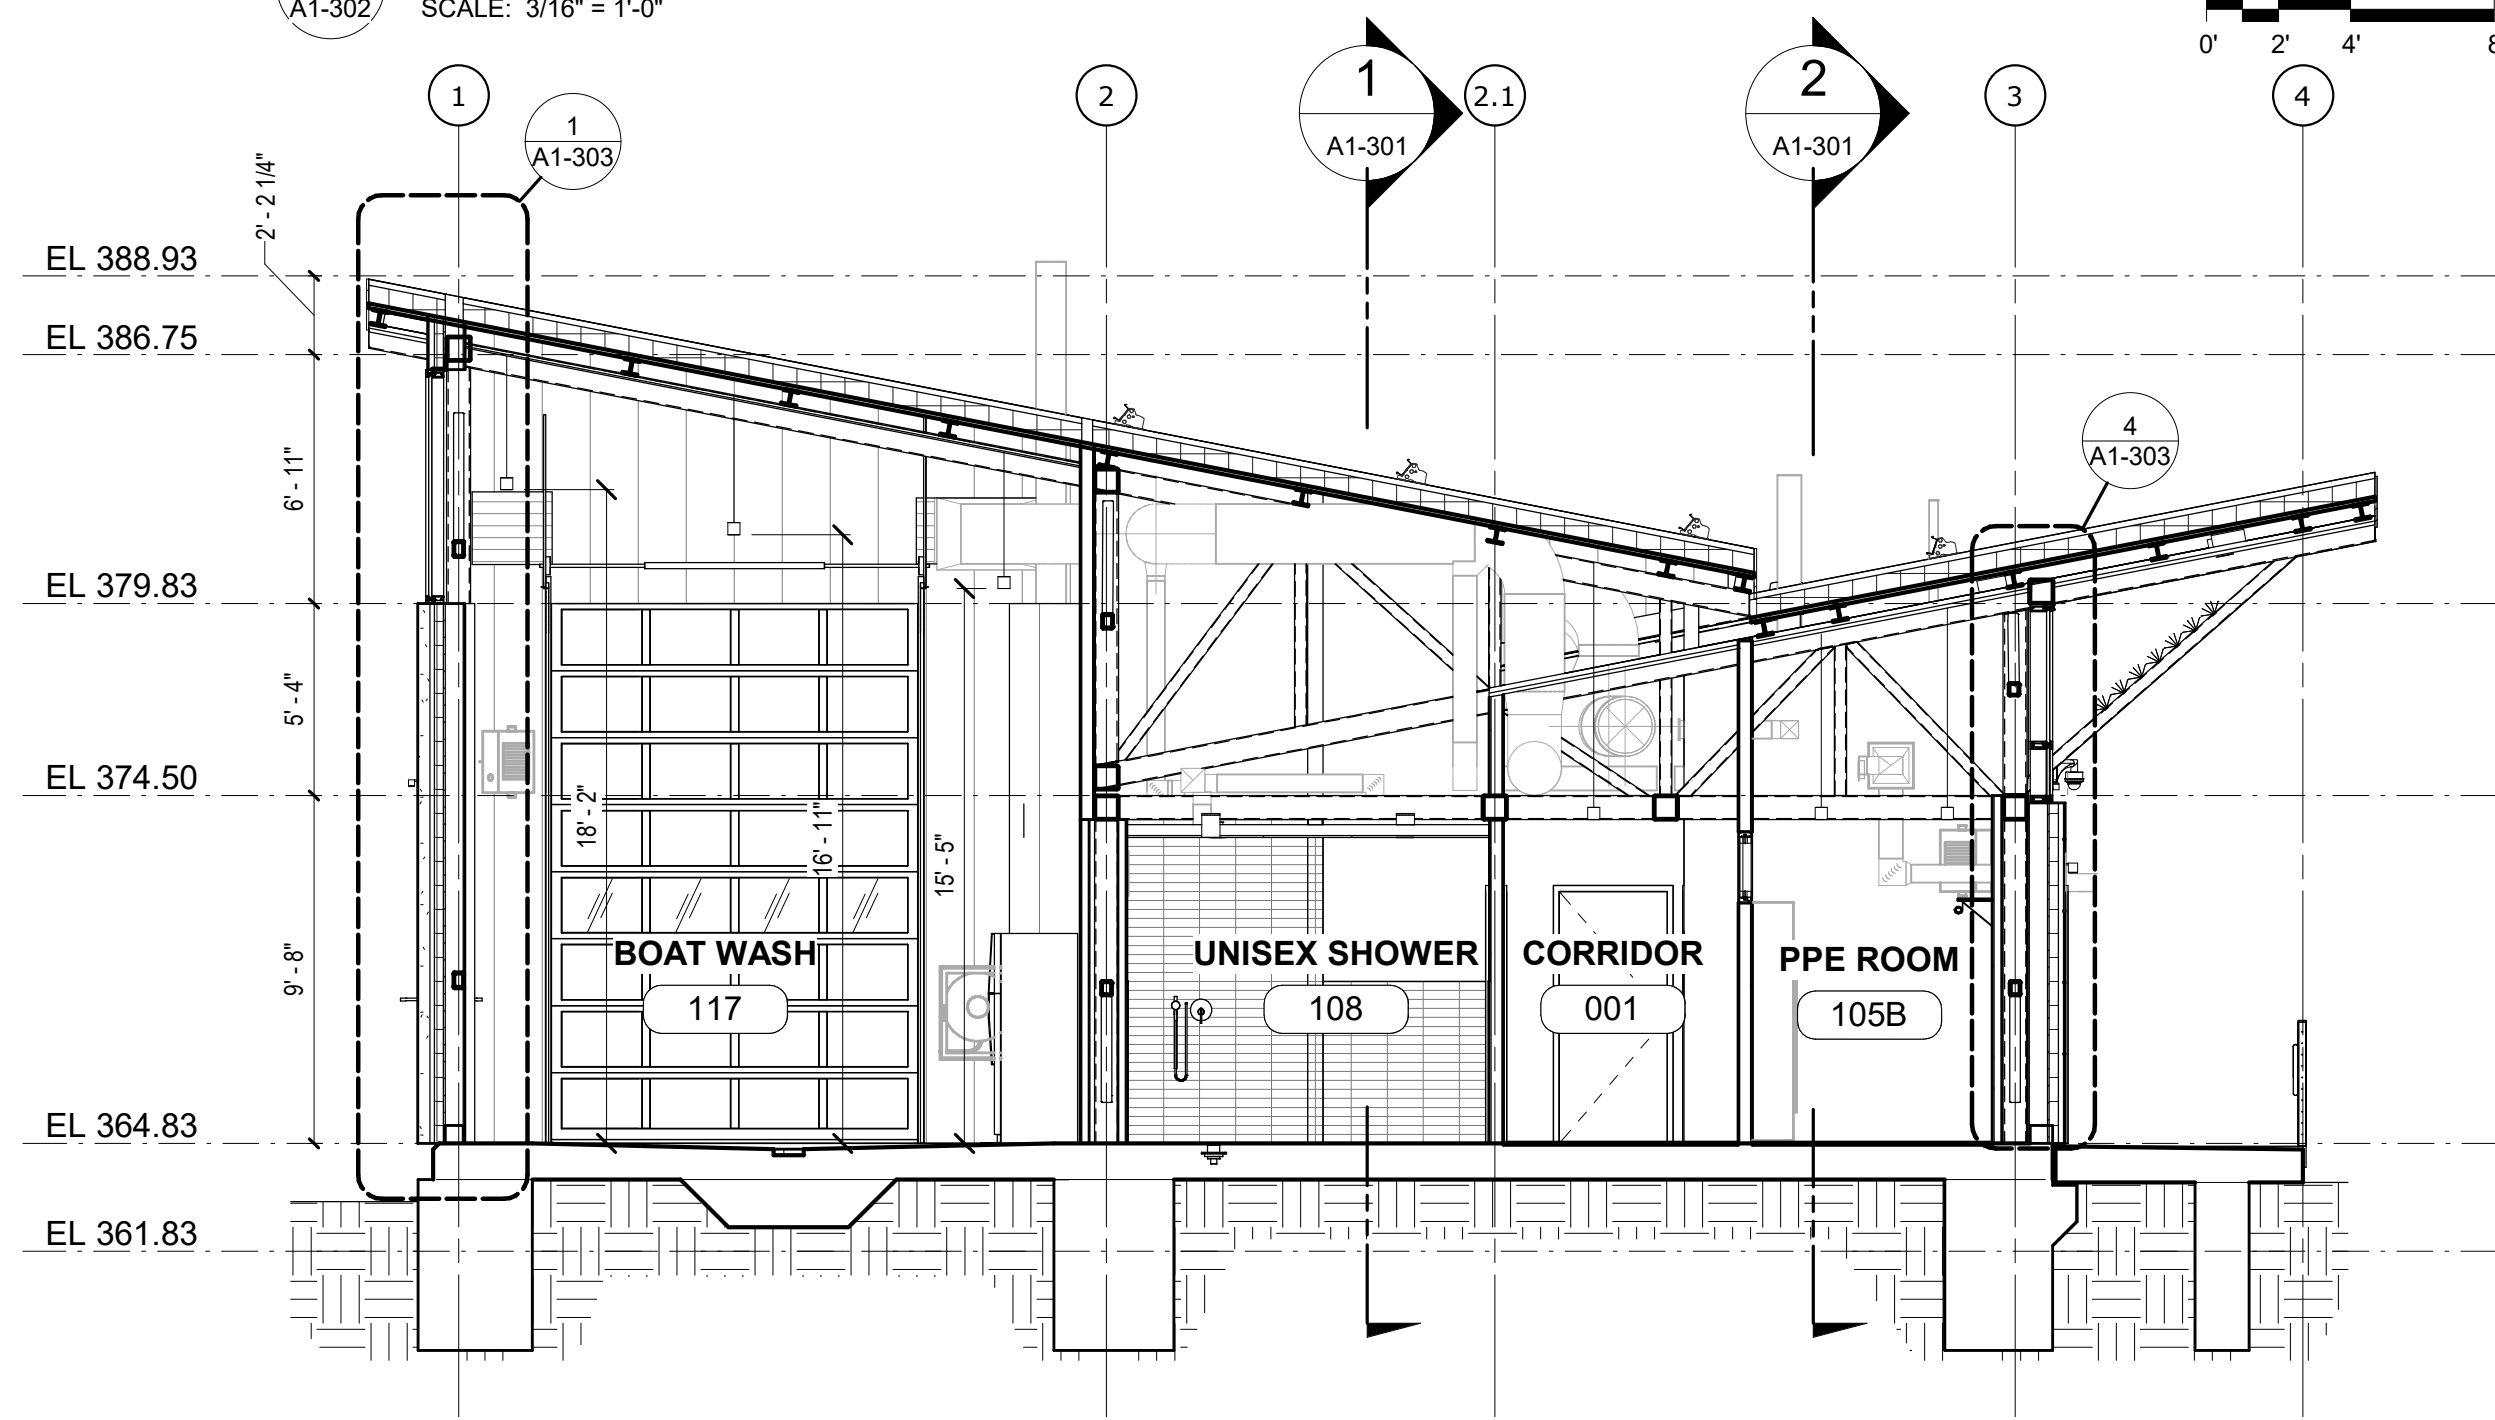 A1-302
SCALE: 3/16" = 1'-0"
0' 2' 4'
1
1
A1-303
2
1
A1-301
2.1
2
A1-301
3
4
2' - 2 1/4"
EL 388.93
EL 386.75
6' - 11"
4
A1-303
EL 379.83
5' - 4"
EL 374.50
18' - 2"
16' - 11"
15' - 5"
9' - 8"
BOAT WASH
117
UNISEX SHOWER
108
CORRIDOR
001
PPE ROOM
105B
EL 364.83
EL 361.83